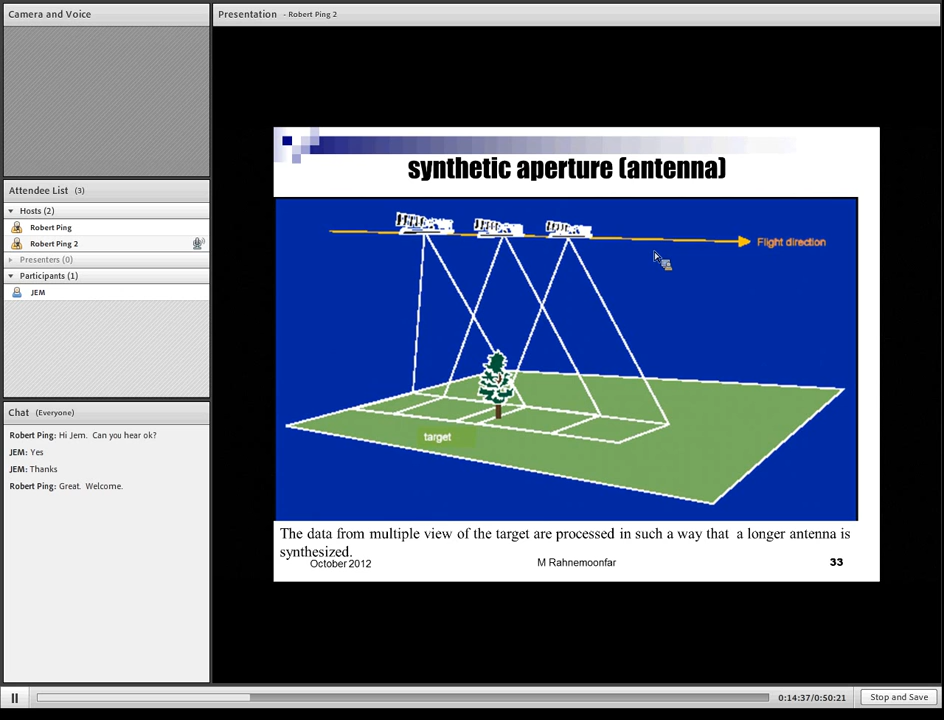 Camera and Voice
Presentation - Robert Ping 2
Attendee List (3)
Hosts (2)
Robert Ping
Robert Ping 2
Presenters (0)
Participants (1)
JEM
Chat (Everyone)
Robert Ping: Hi Jem. Can you hear ok?
JEM: Yes
JEM: Thanks
Robert Ping: Great. Welcome.
synthetic aperture (antenna)
Flight direction
target
The data from multiple view of the target are processed in such a way that a longer antenna is
synthesized.
October 2012
M Rahnemoonfar
33
0:14:37/0:50:21
Stop and Save